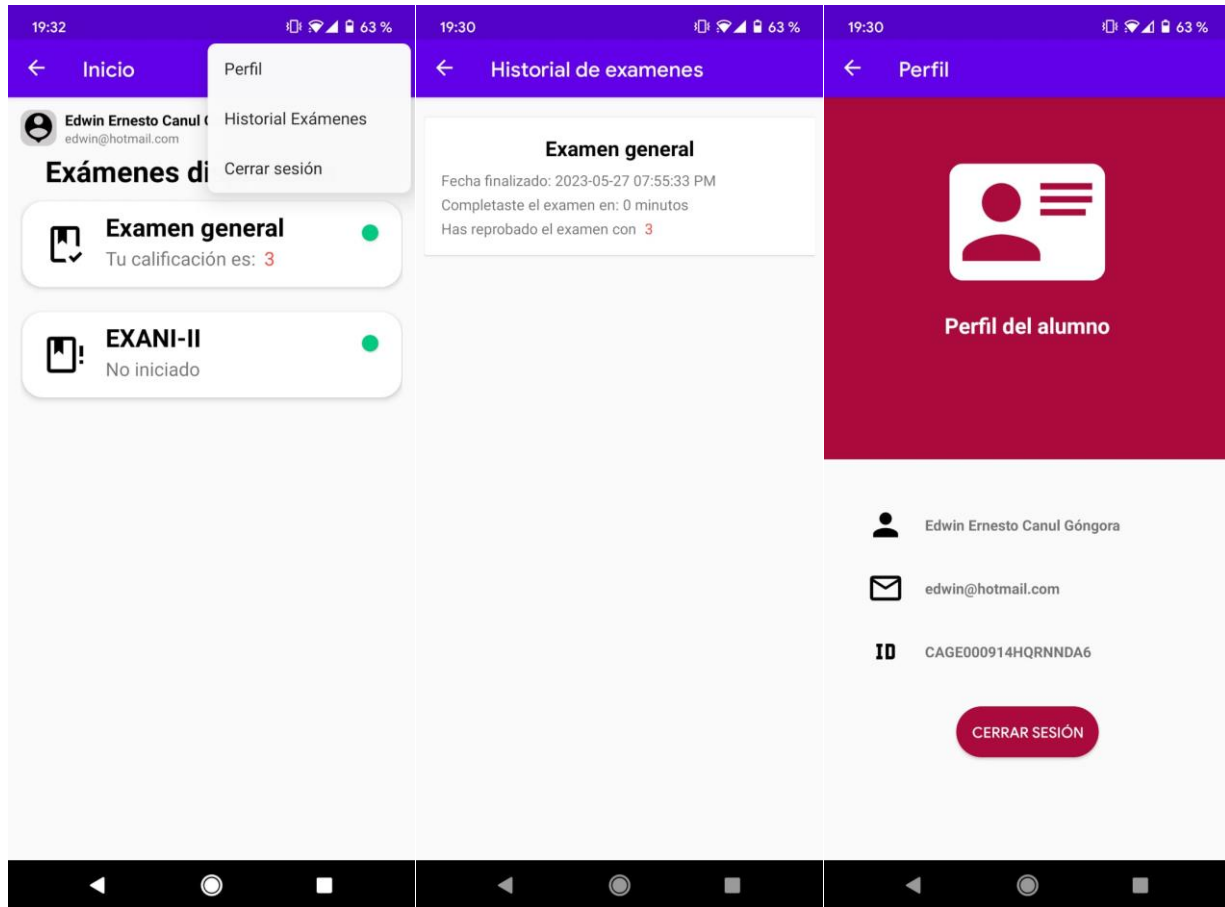 19:32
63 %
Inicio
Perfil
Historial Exámenes
Cerrar sesión
Edwin Ernesto Canul
edwin@hotmail.com
Exámenes di
Examen general
Tu calificación es: 3
EXANI-II
No iniciado
19:30
63 %
Historial de examenes
Examen general
Fecha finalizado: 2023-05-27 07:55:33 PM
Completaste el examen en: 0 minutos
Has reprobado el examen con 3
19:30
63 %
Perfil
Perfil del alumno
Edwin Ernesto Canul Góngora
edwin@hotmail.com
ID CAGE000914HQRNNDA6
CERRAR SESIÓN